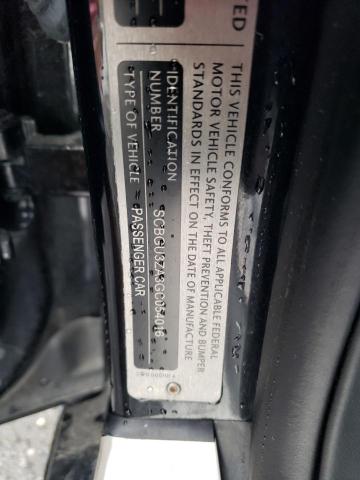 THIS VEHICLE CONFORMS TO ALL APPLICABLE FEDERAL
MOTOR VEHICLE SAFETY, THEFT PREVENTION AND BUMPER
STANDARDS IN EFFECT ON THE DATE OF MANUFACTURE
IDENTIFICATION
NUMBER SCBGU3ZA3GC054016
TYPE OF VEHICLE PASSENGER CAR